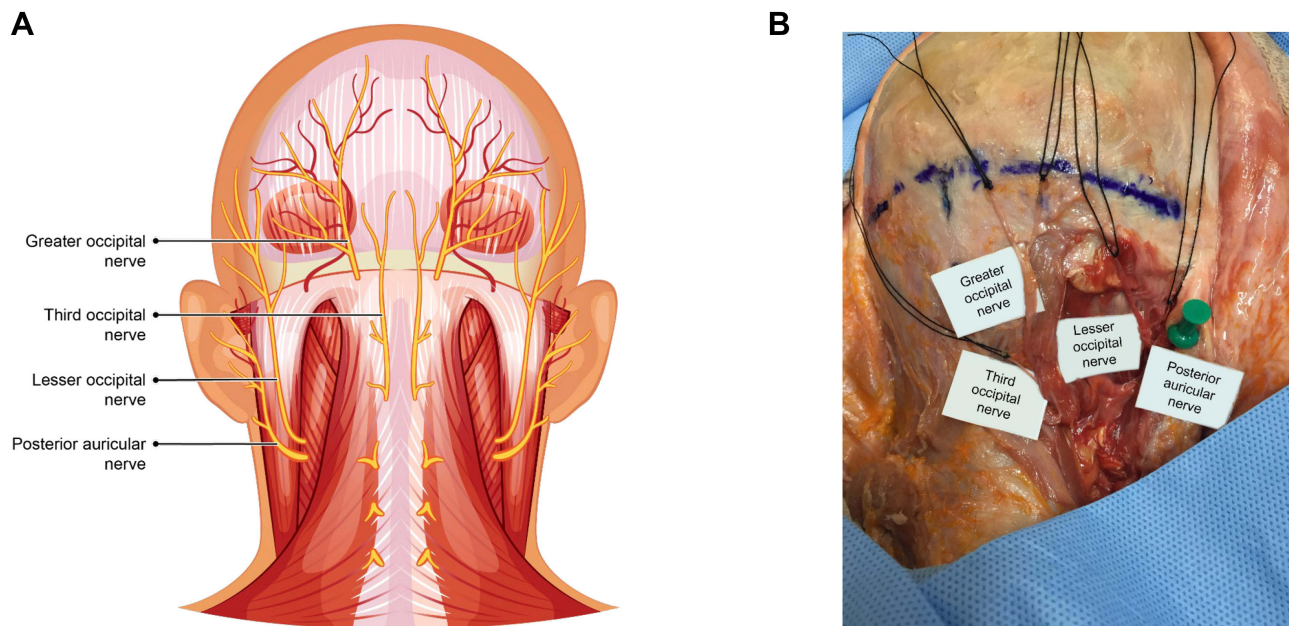 A
Greater occipital
nerve
Third occipital
nerve
Lesser occipital
nerve
Posterior auricular
nerve
B
Greater
occipital
nerve
Lesser
occipital
nerve
Third
occipital
nerve
Posterior
auricular
nerve